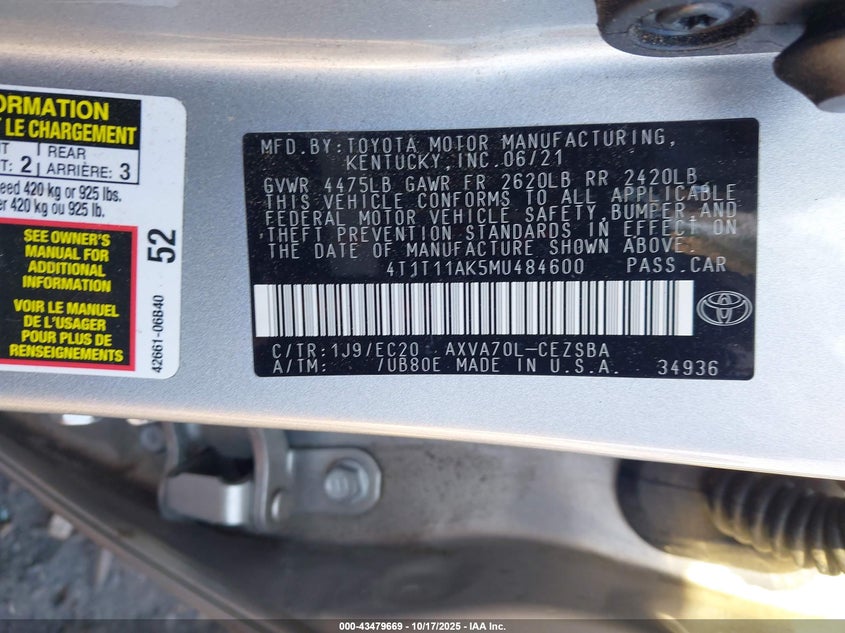 ORMATION
T LE CHARGEMENT
NT
REAR
T: 2
ARRIÈRE: 3
eed 420 kg or 925 lbs.
er 420 kg ou 925 lb.
SEE OWNER'S
MANUAL FOR
ADDITIONAL
INFORMATION
VOIR LE MANUEL
DE L'USAGER
POUR PLUS DE
RENSEIGNEMENTS
52
42661-06B40
MFD.BY:TOYOTA MOTOR MANUFACTURING,
KENTUCKY,INC.06/21
GVWR 4475LB GAWR FR 2620LB RR 2420LB
THIS VEHICLE CONFORMS TO ALL APPLICABLE
FEDERAL MOTOR VEHICLE SAFETY,BUMPER,AND
THEFT PREVENTION STANDARDS IN EFFECT ON
THE DATE OF MANUFACTURE SHOWN ABOVE.
4T1T11AK5MU484600 PASS.CAR
C/TR:1J9/EC20 AXVA70L-CEZSBA
A/TM: /UB80E MADE IN U.S.A. 34936
000-43479669 | 10/17/2025 - IAA Inc.